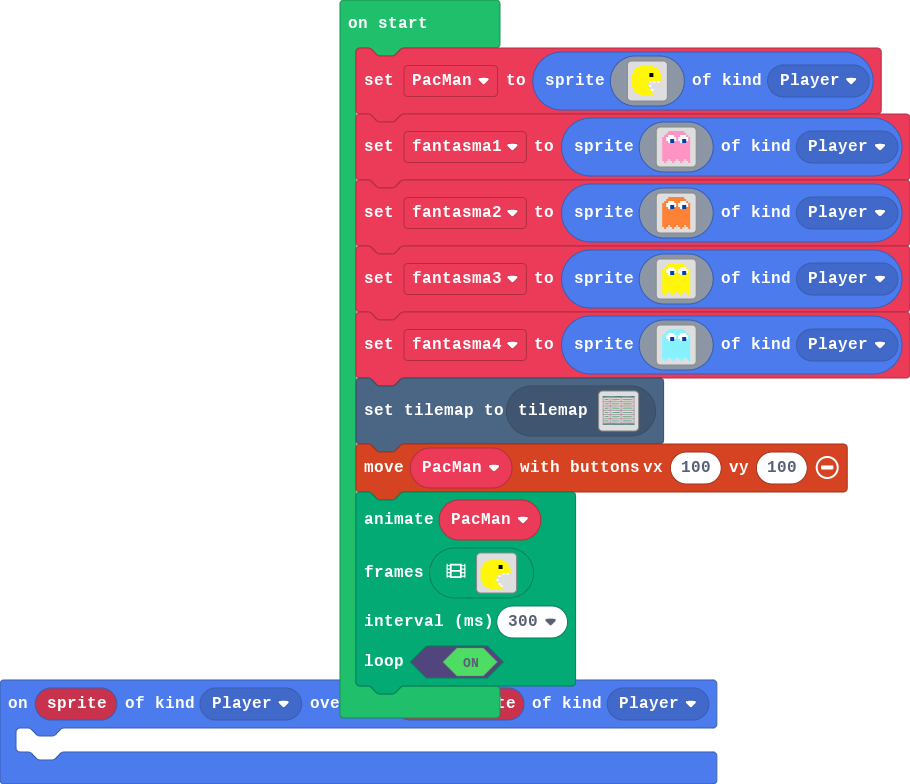 on start
set PacMan to sprite of kind Player
set fantasma1 to sprite of kind Player
set fantasma2 to sprite of kind Player
set fantasma3 to sprite of kind Player
set fantasma4 to sprite of kind Player
set tilemap to tilemap
move PacMan with buttons vx 100 vy 100
animate PacMan
frames
interval (ms) 300
loop ON
on sprite of kind Player of kind Player